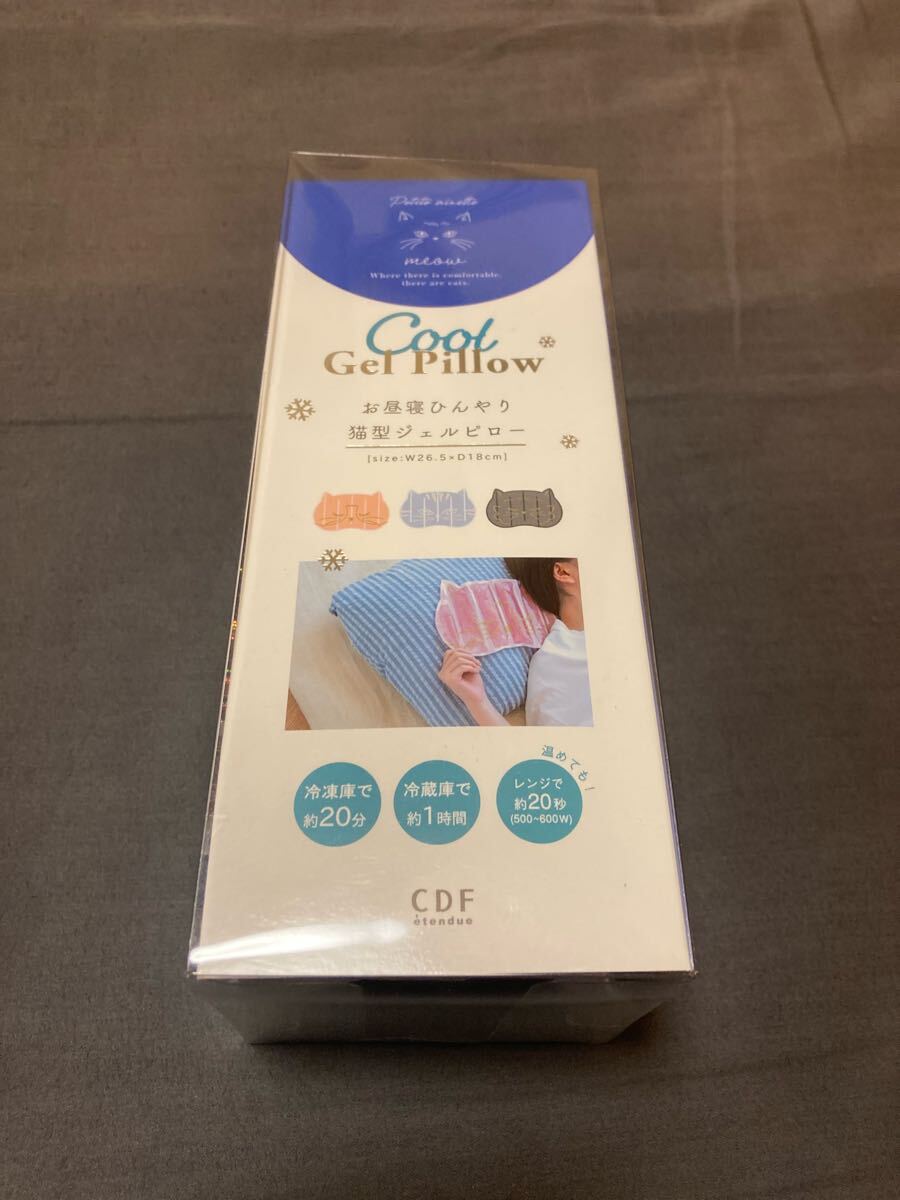 Petite minette
meow
Where there is comfortable,
there are cats.
Cool
Gel Pillow
お昼寝ひんやり
猫型ジェルピロー
[size:W26.5×D18cm]
温めても!
冷凍庫で
約20分
冷蔵庫で
約1時間
レンジで
約20秒
(500~600W)
CDF
étendue